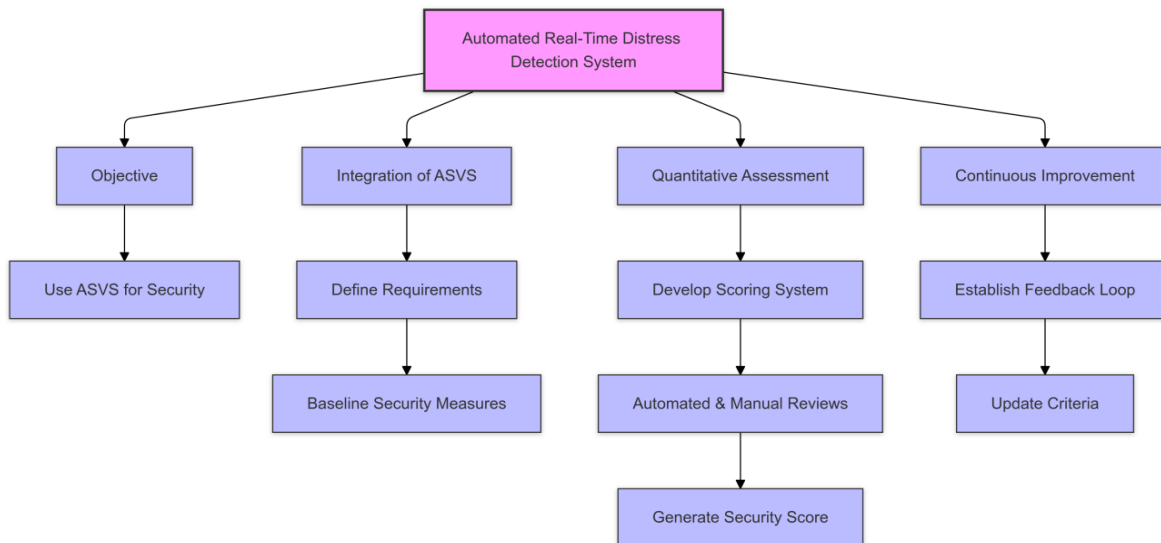 Automated Real-Time Distress
Detection System
Objective
Integration of ASVS
Quantitative Assessment
Continuous Improvement
Use ASVS for Security
Define Requirements
Develop Scoring System
Establish Feedback Loop
Baseline Security Measures
Automated & Manual Reviews
Update Criteria
Generate Security Score